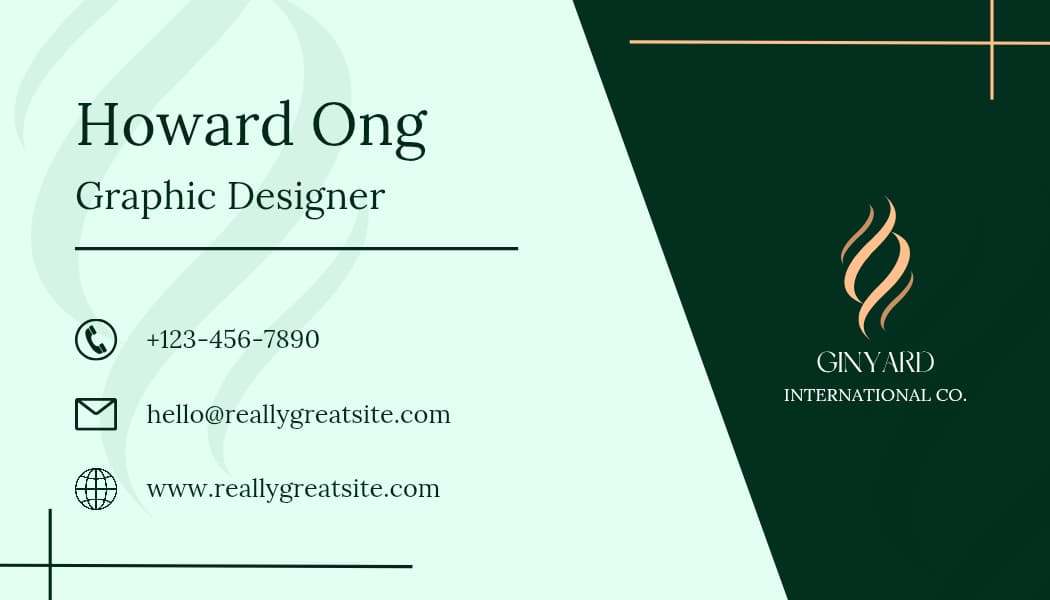 Howard Ong
Graphic Designer
+123-456-7890
hello@reallygreatsite.com
www.reallygreatsite.com
GINYARD
INTERNATIONAL CO.